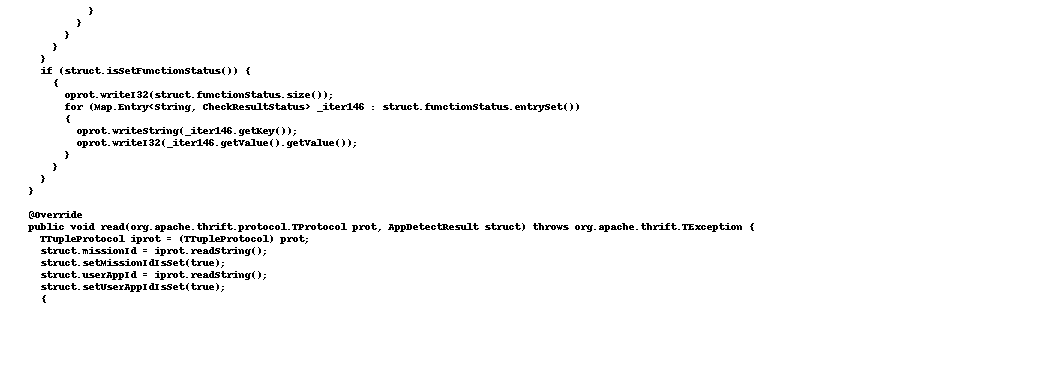 }
}
}
}
}
if (struct.isSetFunctionStatus()) {
{
oprot.writeI32(struct.functionStatus.size());
for (Map.Entry<String, CheckResultStatus> _iter146 : struct.functionStatus.entrySet())
{
oprot.writeString(_iter146.getKey());
oprot.writeI32(_iter146.getValue().getValue());
}
}
}
}
@Override
public void read(org.apache.thrift.protocol.TProtocol prot, AppDetectResult struct) throws org.apache.thrift.TException {
TTupleProtocol iprot = (TTupleProtocol) prot;
struct.missionId = iprot.readString();
struct.setMissionIdIsSet(true);
struct.userAppId = iprot.readString();
struct.setUserAppIdIsSet(true);
{